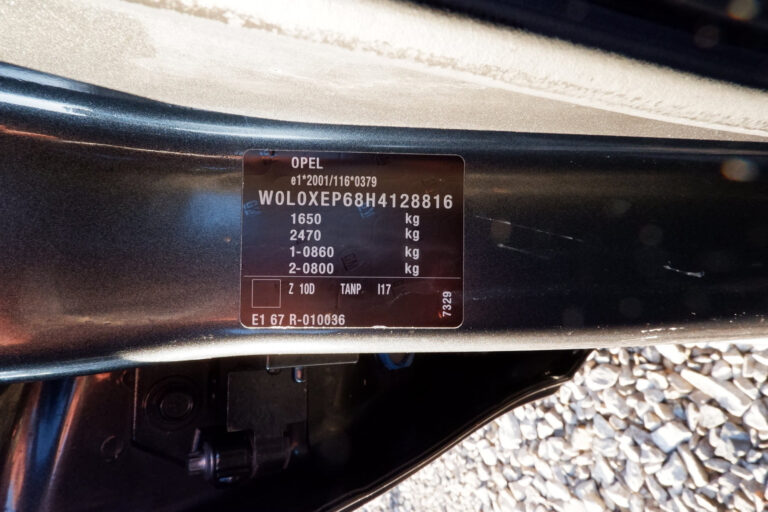 OPEL
e1*2001/116*0379
W0L0XEP68H4128816
1650 kg
2470 kg
1-0860 kg
2-0800 kg
Z 10D TANP I17
E1 67 R-010036
7329